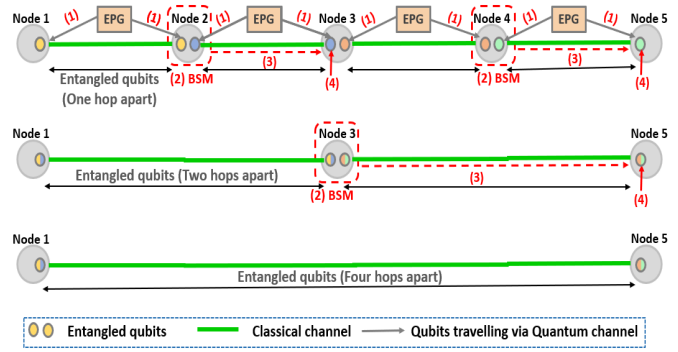 Node 1 (1) EPG (1) Node 2 (1) EPG (1) Node 3 (1) EPG (1) Node 4 (1) EPG (1) Node 5
Entangled qubits (2) BSM (3) (4) (2) BSM (3) (4)
(One hop apart)
Node 1 Node 3 Node 5
Entangled qubits (Two hops apart) (2) BSM (3) (4)
Node 1 Node 5
Entangled qubits (Four hops apart)
Entangled qubits Classical channel Qubits travelling via Quantum channel